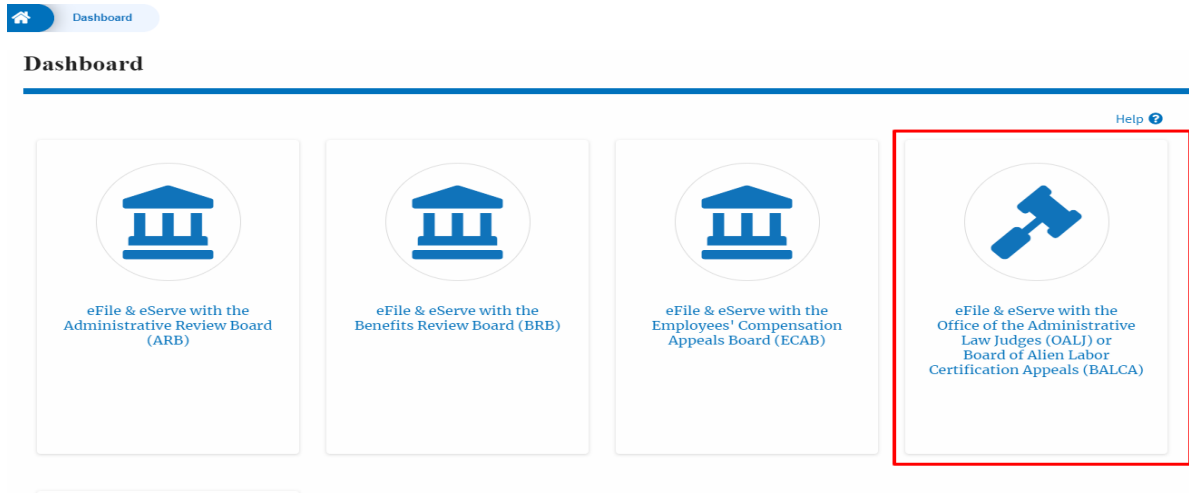 Dashboard
Dashboard
Help
eFile & eServe with the
Administrative Review Board
(ARB)
eFile & eServe with the
Benefits Review Board (BRB)
eFile & eServe with the
Employees' Compensation
Appeals Board (ECAB)
eFile & eServe with the
Office of the Administrative
Law Judges (OALJ) or
Board of Alien Labor
Certification Appeals (BALCA)